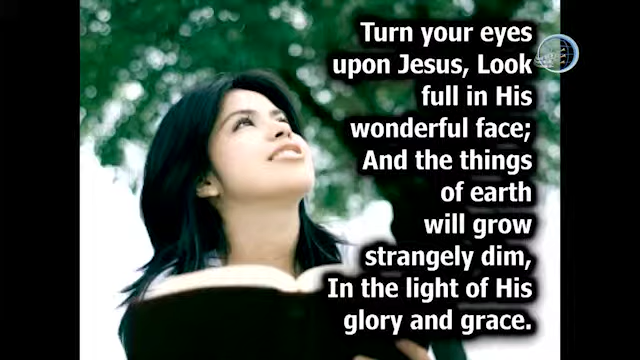 Turn your eyes
upon Jesus, Look
full in His
wonderful face;
And the things
of earth
will grow
strangely dim,
In the light of His
glory and grace.